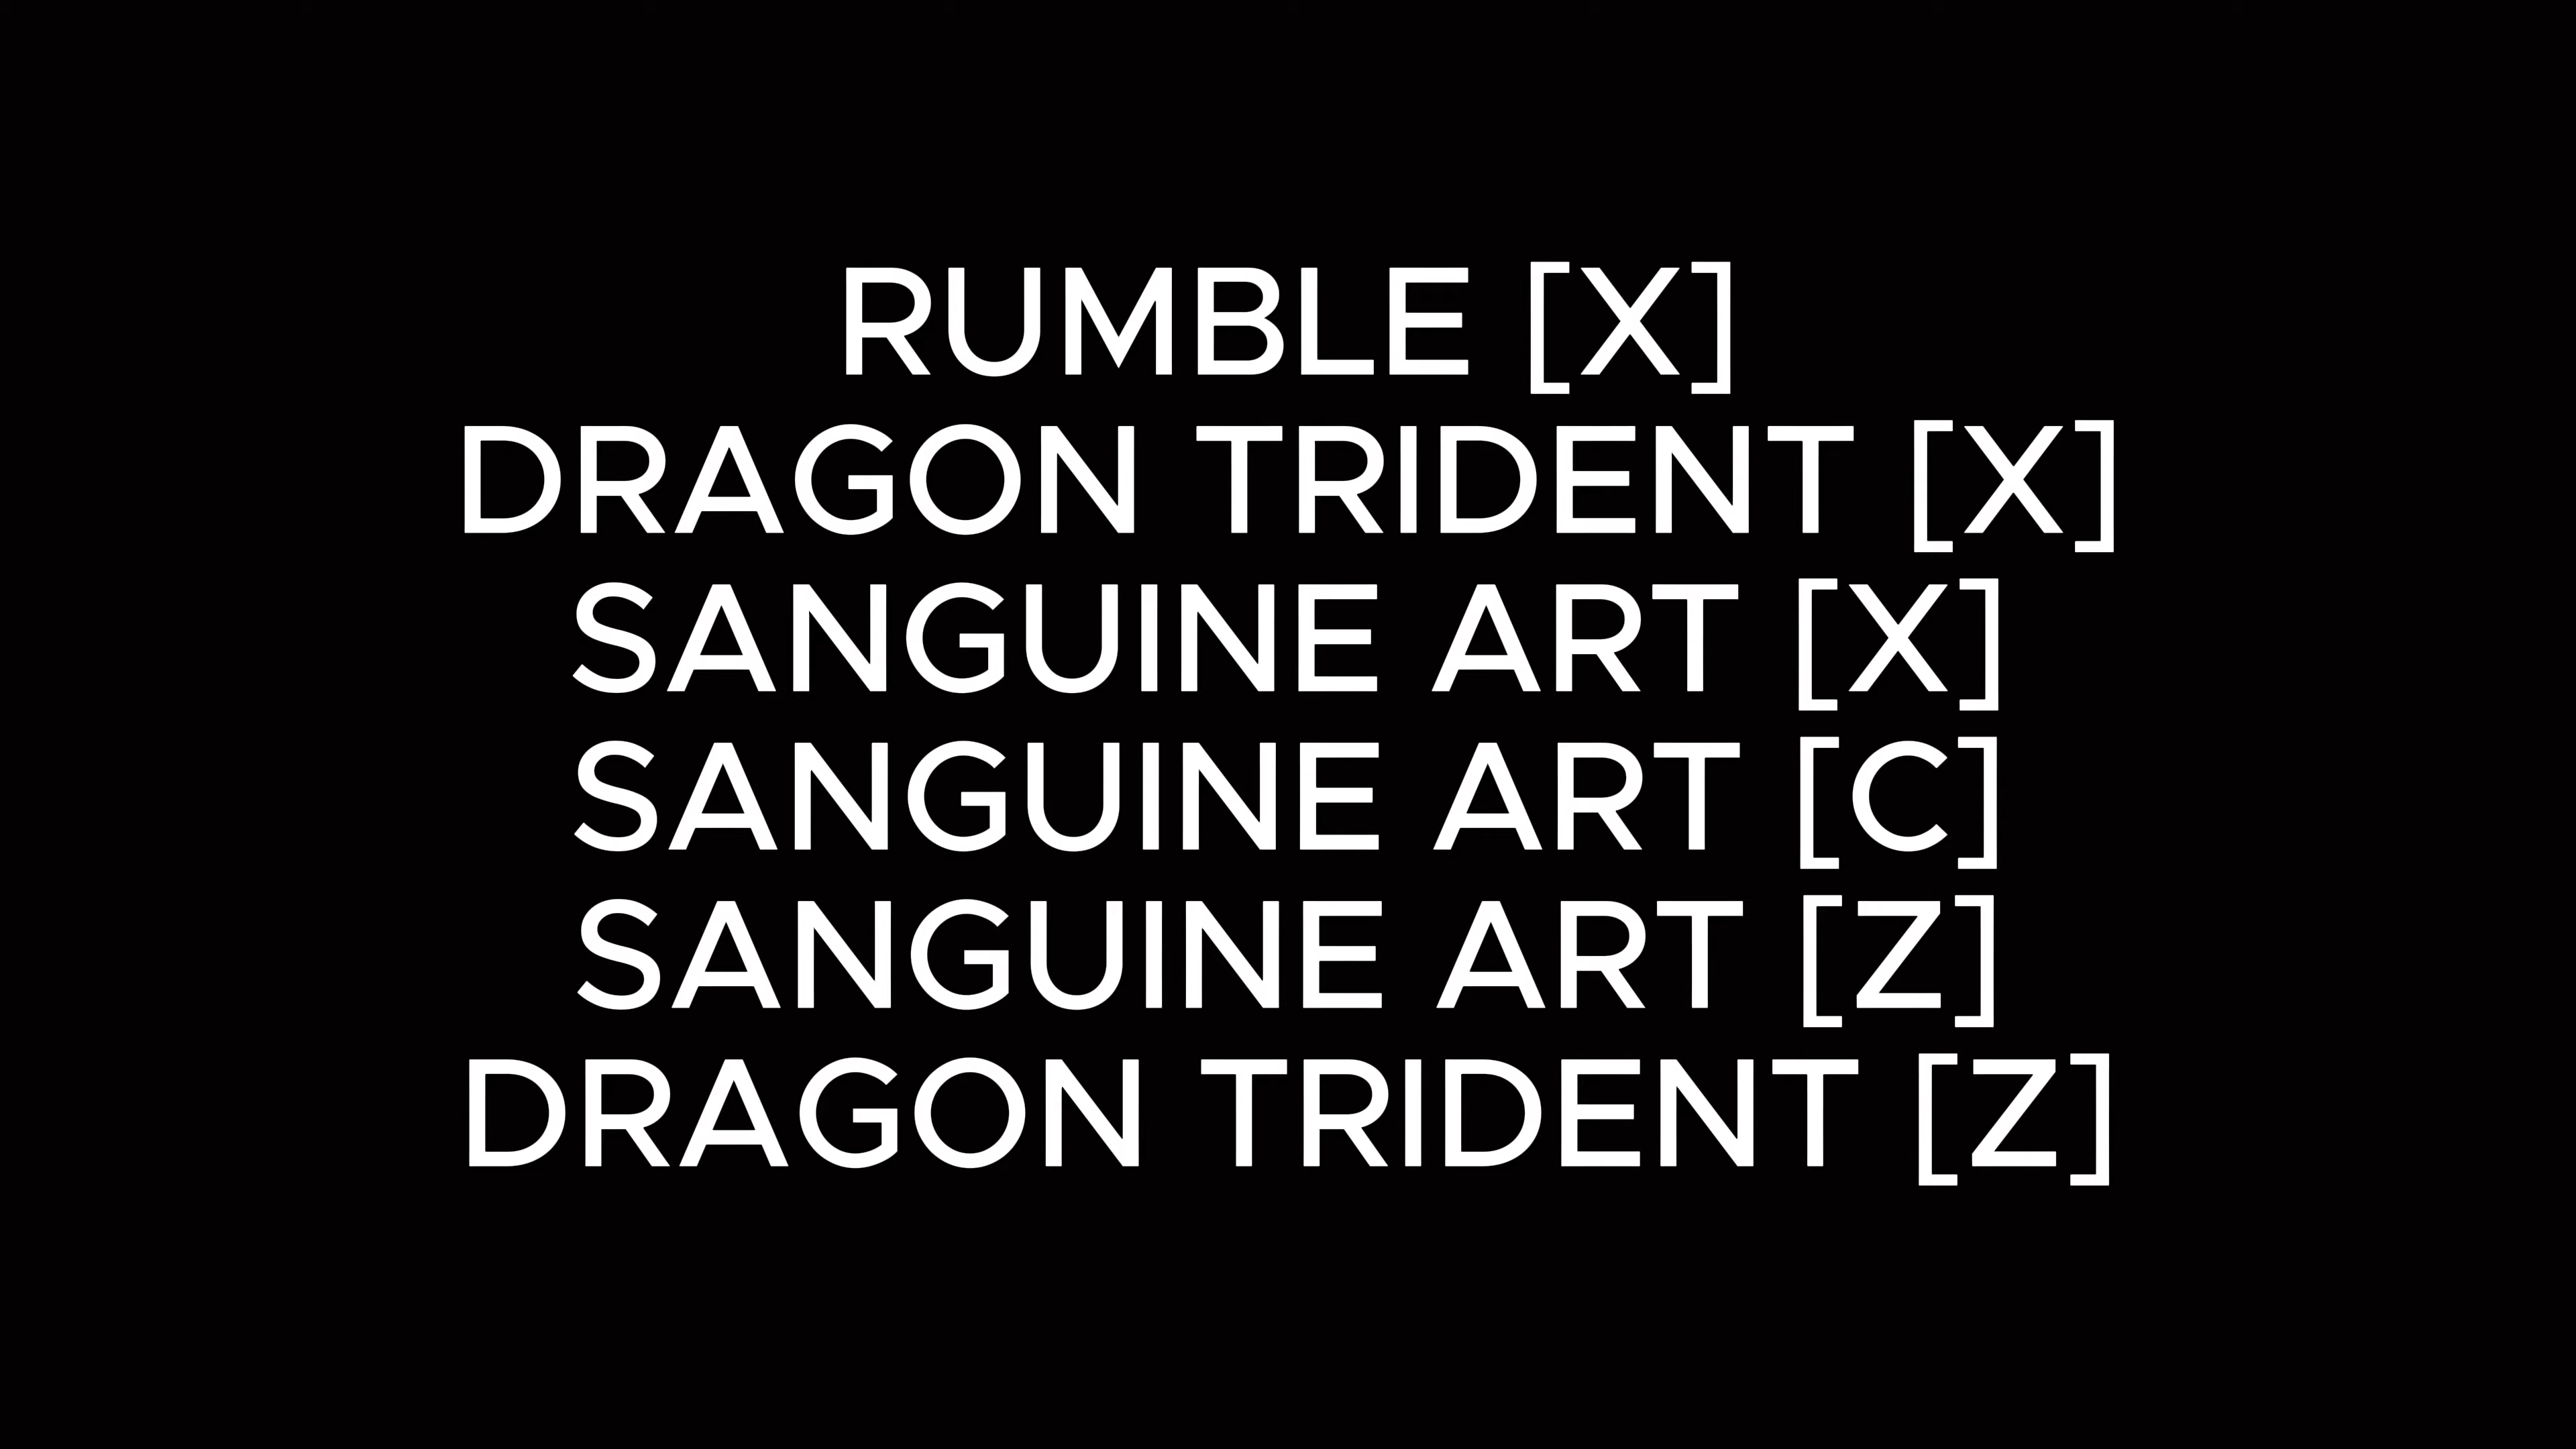 RUMBLE [X]
DRAGON TRIDENT [X]
SANGUINE ART [X]
SANGUINE ART [C]
SANGUINE ART [Z]
DRAGON TRIDENT [Z]